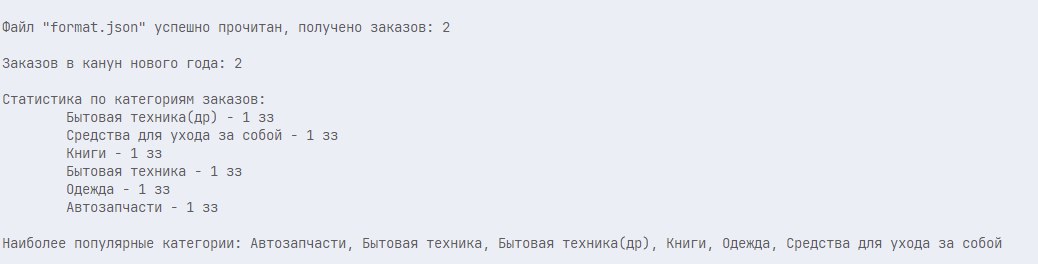 Файл "format.json" успешно прочитан, получено заказов: 2
Заказов в канун нового года: 2
Статистика по категориям заказов:
Бытовая техника(др) - 1 зз
Средства для ухода за собой - 1 зз
Книги - 1 зз
Бытовая техника - 1 зз
Одежда - 1 зз
Автозапчасти - 1 зз
Наиболее популярные категории: Автозапчасти, Бытовая техника, Бытовая техника(др), Книги, Одежда, Средства для ухода за собой